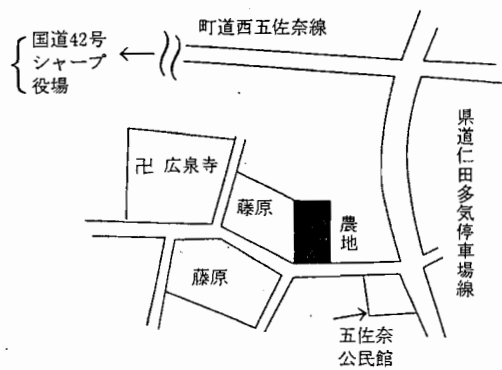 町道西五佐奈線
国道42号
シャープ
役場
卍 広泉寺
藤原
農地
県道仁田多気停車場線
藤原
五佐奈
公民館